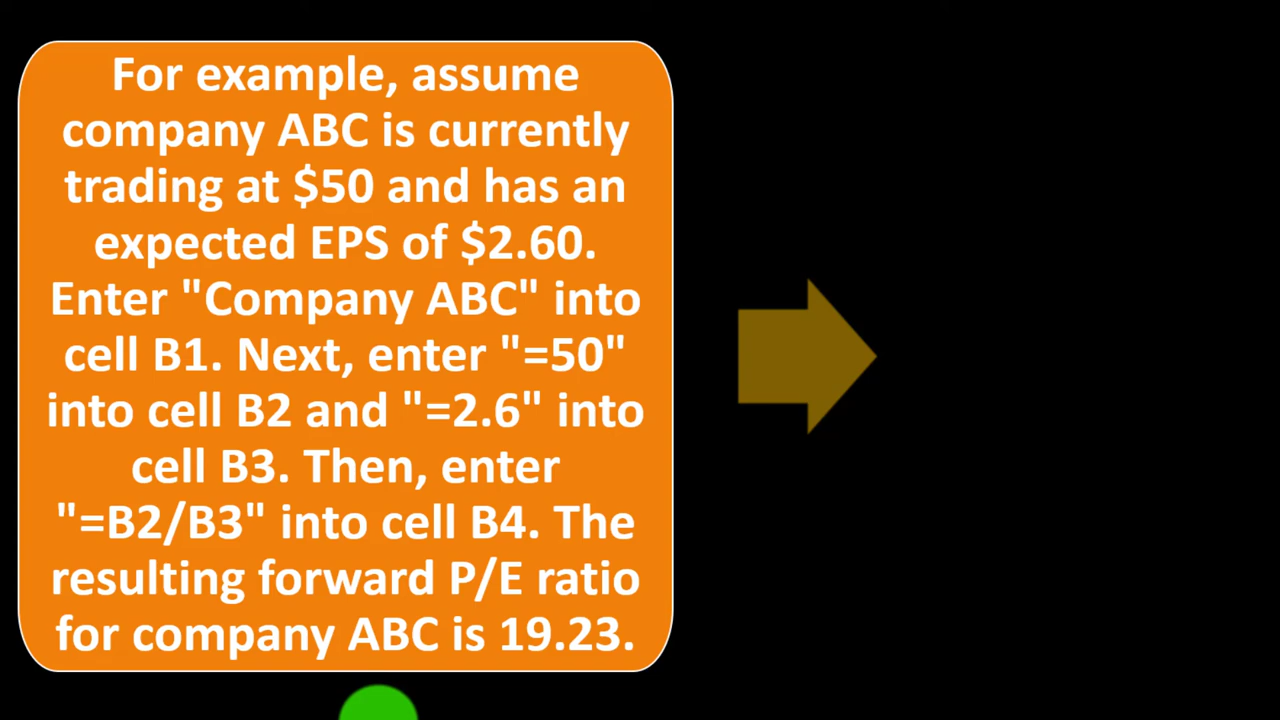 For example, assume
company ABC is currently
trading at $50 and has an
expected EPS of $2.60.
Enter "Company ABC" into
cell B1. Next, enter "=50"
into cell B2 and "=2.6" into
cell B3. Then, enter
"=B2/B3" into cell B4. The
resulting forward P/E ratio
for company ABC is 19.23.